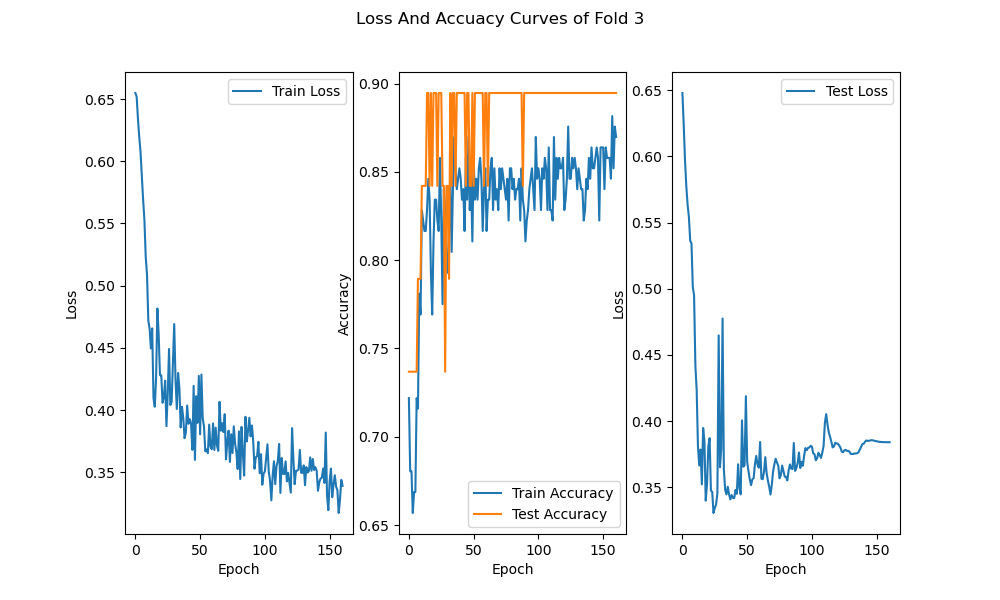 Loss And Accuacy Curves of Fold 3
Train Loss
0.65
0.60
0.55
0.50
0.45
0.40
0.35
Loss
0
50
100
150
Epoch
0.90
0.85
0.80
0.75
0.70
0.65
Accuracy
Train Accuracy
Test Accuracy
0
50
100
150
Epoch
Test Loss
0.65
0.60
0.55
0.50
0.45
0.40
0.35
Loss
0
50
100
150
Epoch